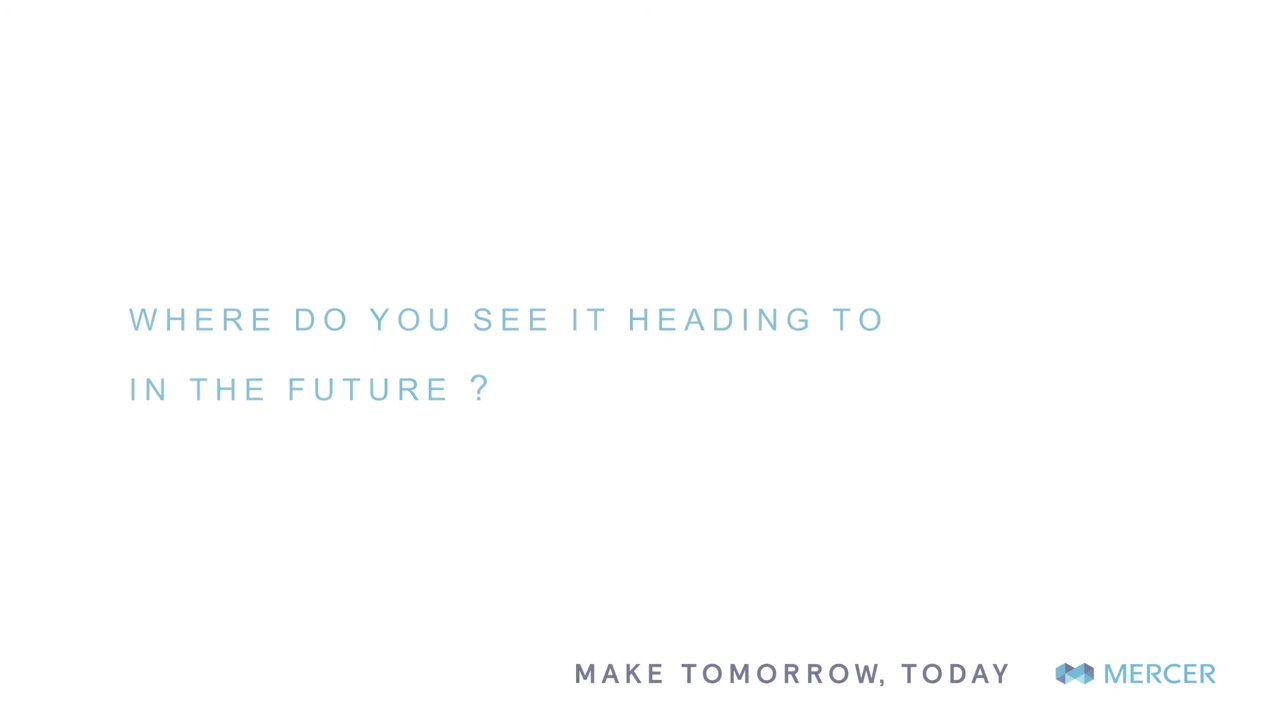 WHERE DO YOU SEE IT HEADING TO
IN THE FUTURE ?
MAKE TOMORROW, TODAY MERCER